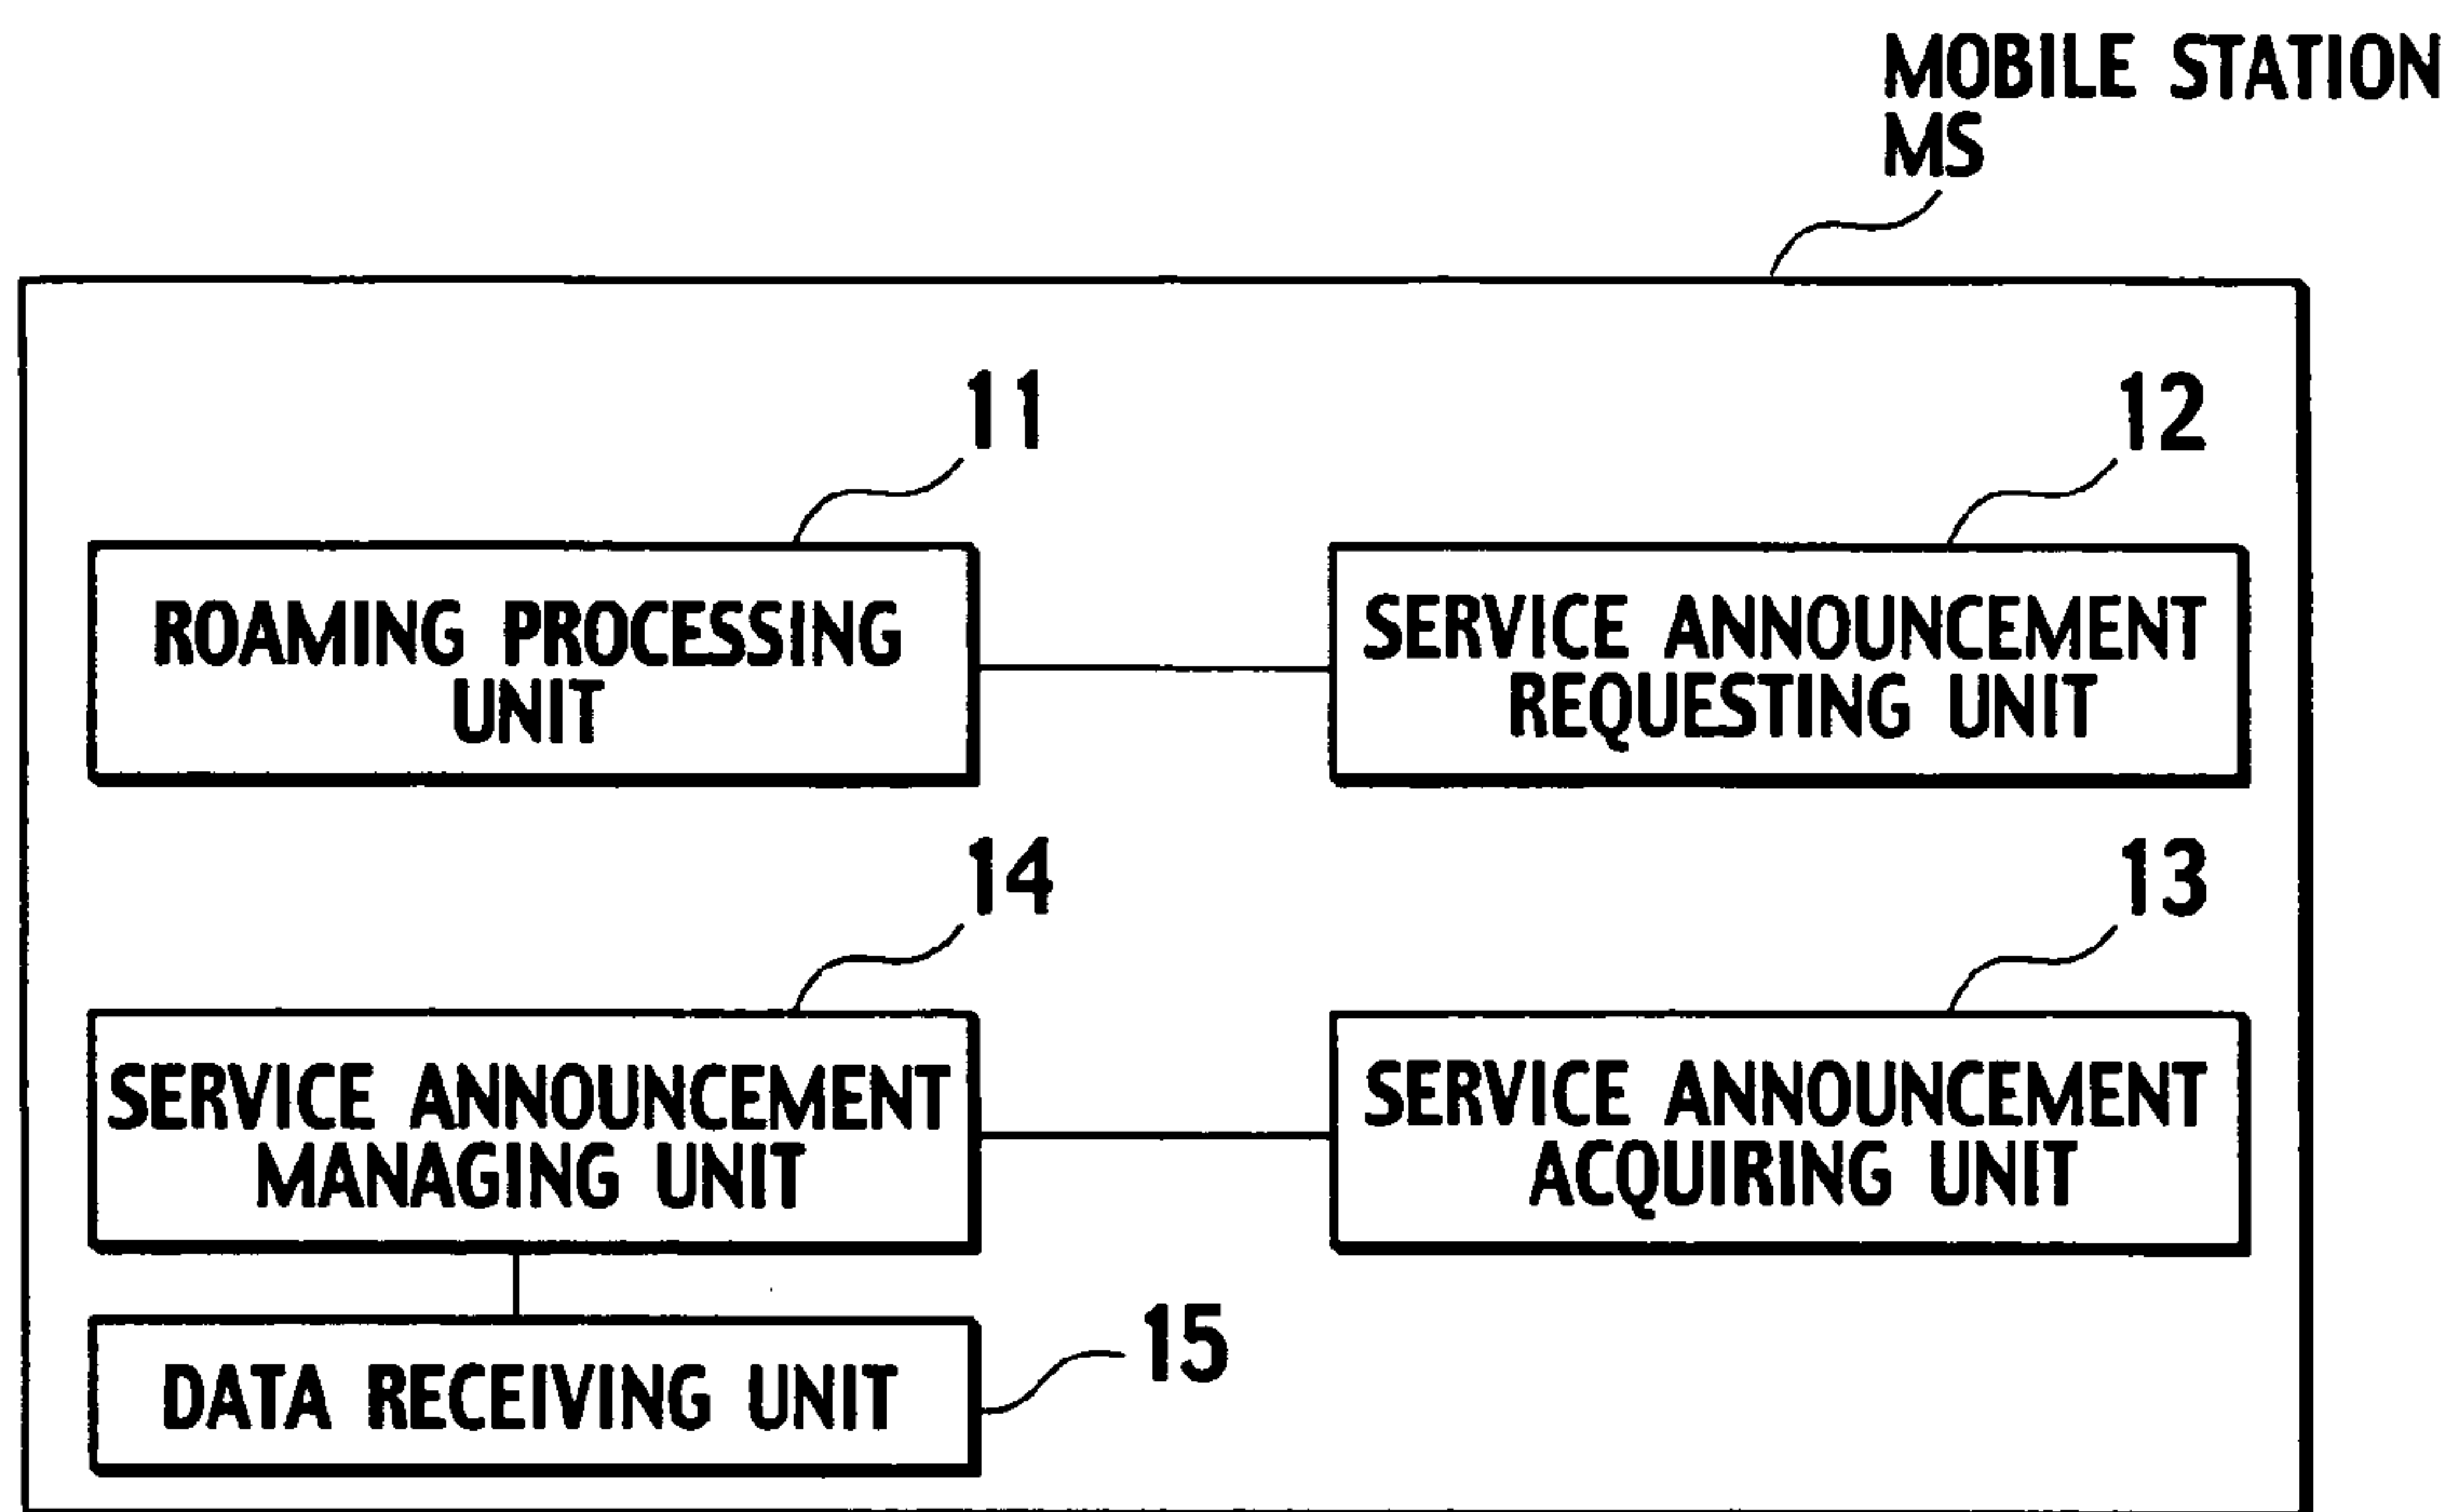 MOBILE STATION
MS
11
12
ROAMING PROCESSING
UNIT
SERVICE ANNOUNCEMENT
REQUESTING UNIT
14
13
SERVICE ANNOUNCEMENT
MANAGING UNIT
SERVICE ANNOUNCEMENT
ACQUIRING UNIT
15
DATA RECEIVING UNIT